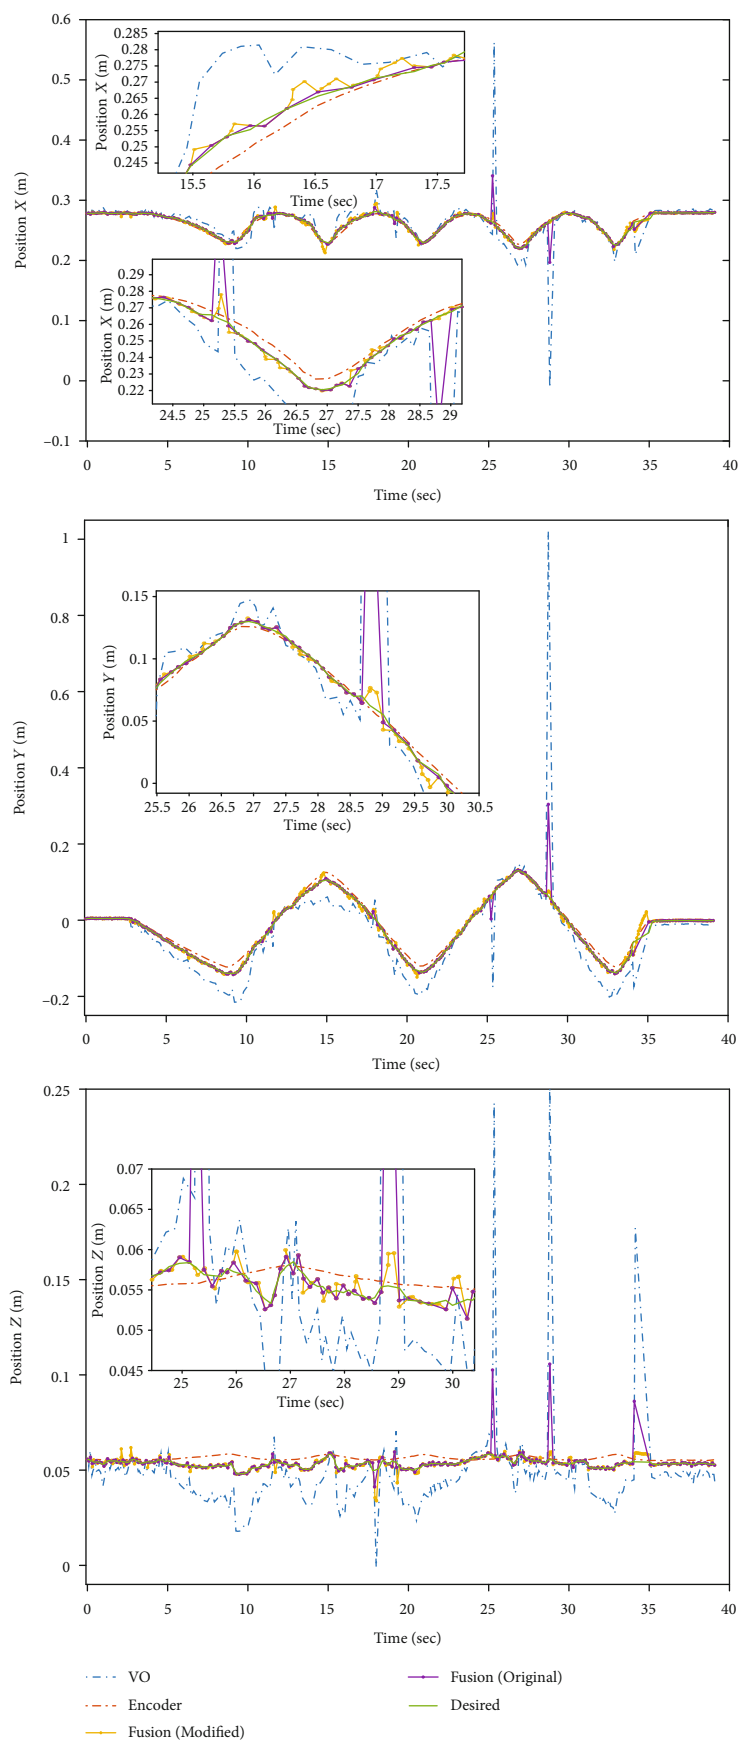 0.6
0.5
0.4
0.3
0.2
0.1
0
–0.1
Position X (m)
0.285
0.28
0.275
0.27
0.265
0.26
0.255
0.25
0.245
Position X (m)
15.5 16 16.5 17 17.5
Time (sec)
0.29
0.28
0.27
0.26
0.25
0.24
0.23
0.22
Position X (m)
24.5 25 25.5 26 26.5 27 27.5 28 28.5 29
Time (sec)
0 5 10 15 20 25 30 35 40
Time (sec)
1
0.8
0.6
0.4
0.2
0
–0.2
Position Y (m)
0.15
0.1
0.05
0
Position Y (m)
25.5 26 26.5 27 27.5 28 28.5 29 29.5 30 30.5
Time (sec)
0 5 10 15 20 25 30 35 40
Time (sec)
0.25
0.2
0.15
0.1
0.05
0
Position Z (m)
0.07
0.06
0.055
0.05
0.045
Position Z (m)
25 26 27 28 29 30
Time (sec)
0 5 10 15 20 25 30 35 40
Time (sec)
VO
Encoder
Fusion (Modified)
Fusion (Original)
Desired